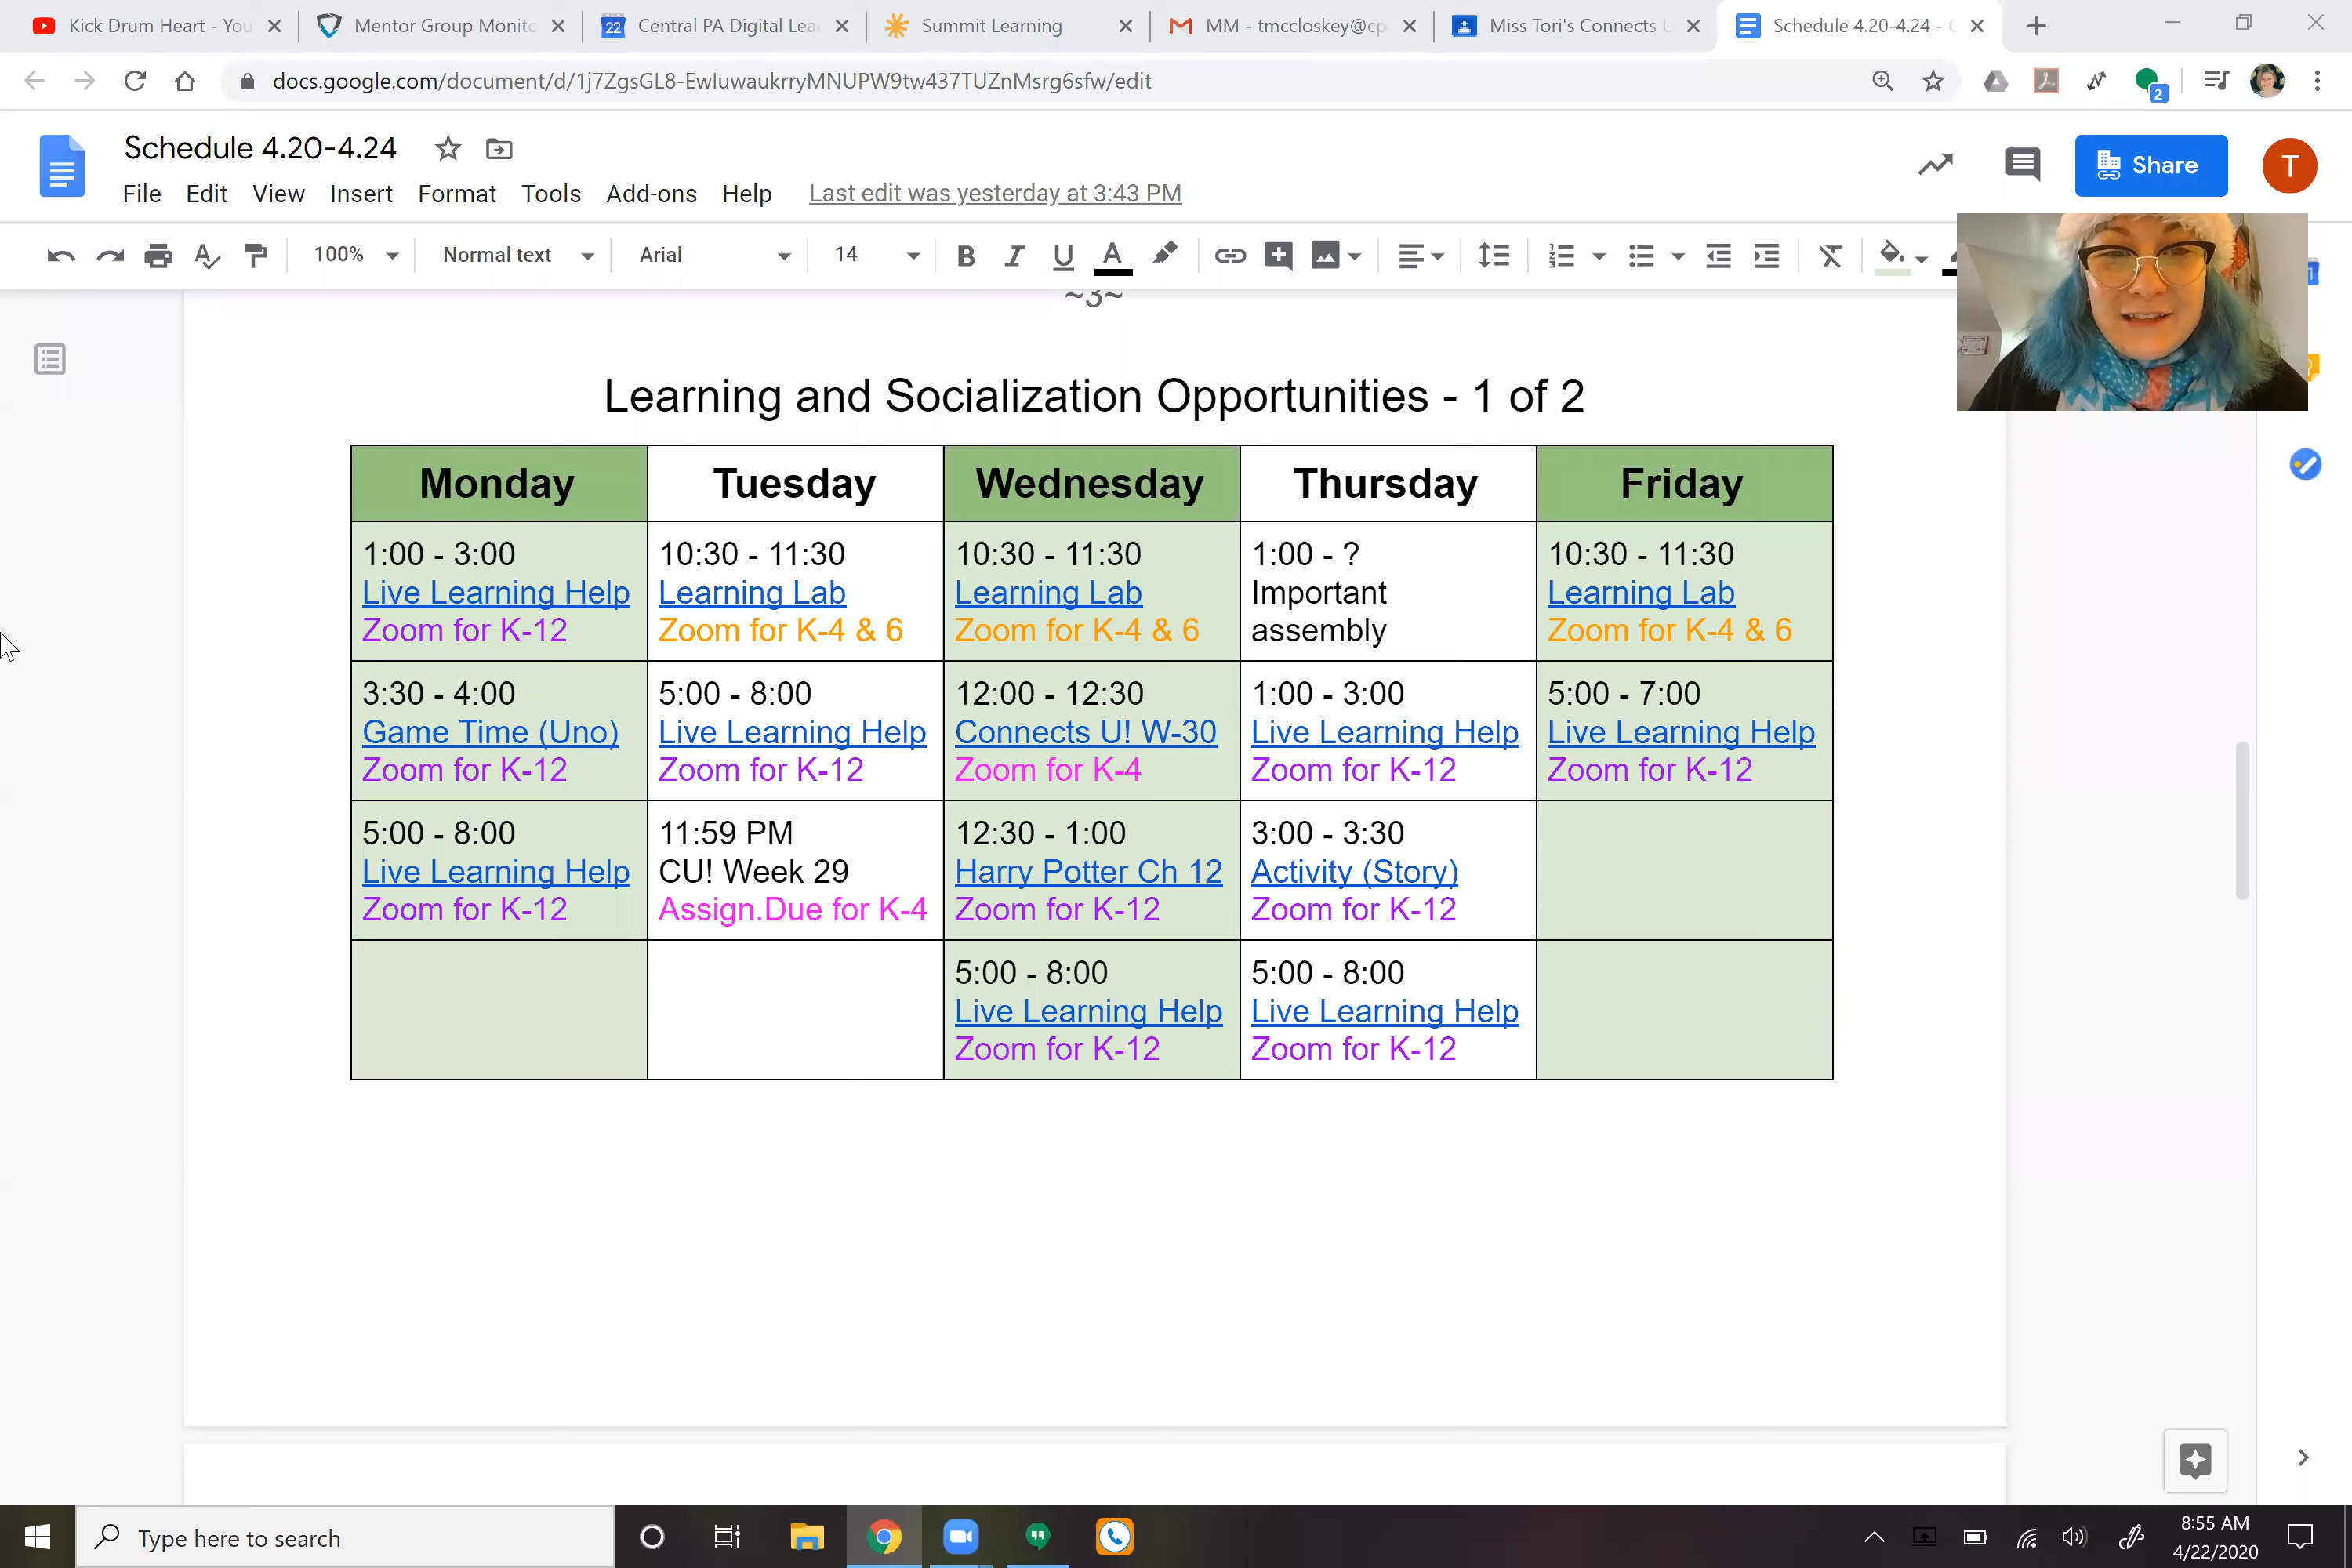 Kick Drum Heart - You
Mentor Group Monito
22
Central PA Digital Lea
Summit Learning
MM - tmccloskey@cp
Miss Tori's Connects U
Schedule 4.20-4.24 -
docs.google.com/document/d/1j7ZgsGL8-EwIuwaukrryMNUPW9tw437TUZnMsrg6sfw/edit
2
Schedule 4.20-4.24
File Edit View Insert Format Tools Add-ons Help Last edit was yesterday at 3:43 PM
Share
T
100% Normal text Arial 14 B I U A
~3~
Learning and Socialization Opportunities - 1 of 2
Monday Tuesday Wednesday Thursday Friday
1:00 - 3:00
Live Learning Help
Zoom for K-12
10:30 - 11:30
Learning Lab
Zoom for K-4 & 6
10:30 - 11:30
Learning Lab
Zoom for K-4 & 6
1:00 - ?
Important
assembly
10:30 - 11:30
Learning Lab
Zoom for K-4 & 6
3:30 - 4:00
Game Time (Uno)
Zoom for K-12
5:00 - 8:00
Live Learning Help
Zoom for K-12
12:00 - 12:30
Connects U! W-30
Zoom for K-4
1:00 - 3:00
Live Learning Help
Zoom for K-12
5:00 - 7:00
Live Learning Help
Zoom for K-12
5:00 - 8:00
Live Learning Help
Zoom for K-12
11:59 PM
CU! Week 29
Assign.Due for K-4
12:30 - 1:00
Harry Potter Ch 12
Zoom for K-12
3:00 - 3:30
Activity (Story)
Zoom for K-12
5:00 - 8:00
Live Learning Help
Zoom for K-12
5:00 - 8:00
Live Learning Help
Zoom for K-12
Type here to search
8:55 AM
4/22/2020